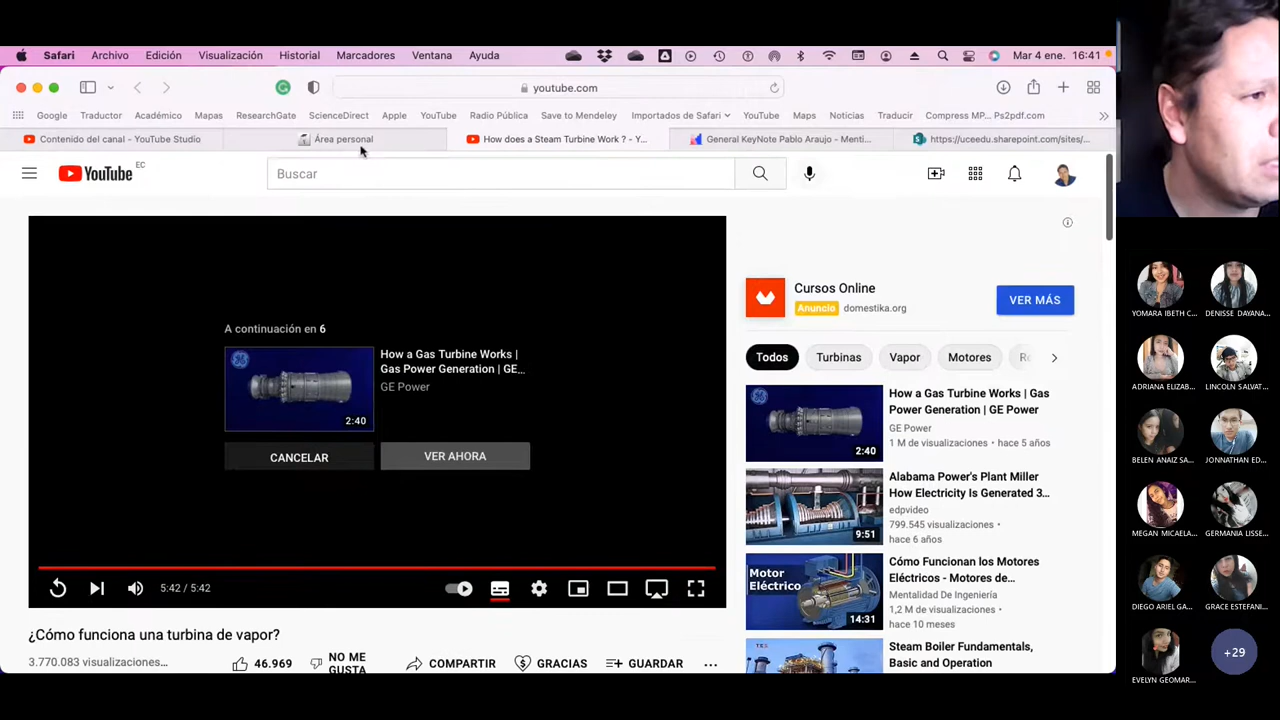 Safari Archivo Edición Visualización Historial Marcadores Ventana Ayuda Mar 4 ene. 16:41
youtube.com
Google Traductor Académico Mapas ResearchGate ScienceDirect Apple YouTube Radio Pública Save to Mendeley Importados de Safari YouTube Maps Noticias Traducir Compress MP... Ps2pdf.com
Contenido del canal - YouTube Studio
Área personal
How does a Steam Turbine Work ? - Y...
General KeyNote Pablo Araujo - Menti...
https://uceedu.sharepoint.com/sites/...
YouTube EC
Buscar
A continuación en 6
How a Gas Turbine Works |
Gas Power Generation | GE...
GE Power
2:40
CANCELAR
VER AHORA
5:42 / 5:42
¿Cómo funciona una turbina de vapor?
3.770.083 visualizaciones...
46.969
NO ME
GUSTA
COMPARTIR
GRACIAS
GUARDAR
Cursos Online
Anuncio domestika.org
VER MÁS
Todos Turbinas Vapor Motores
How a Gas Turbine Works | Gas
Power Generation | GE Power
GE Power
1 M de visualizaciones • hace 5 años
2:40
Alabama Power's Plant Miller
How Electricity Is Generated 3...
edpvideo
799.545 visualizaciones •
hace 6 años
9:51
Cómo Funcionan los Motores
Eléctricos - Motores de...
Mentalidad De Ingeniería
1,2 M de visualizaciones •
hace 10 meses
Motor
Eléctrico
14:31
Steam Boiler Fundamentals,
Basic and Operation
YOMARA IBETH C...
DENISSE DAYANA...
ADRIANA ELIZAB...
LINCOLN SALVAT...
BELEN ANAIZ SA...
JONNATHAN ED...
MEGAN MICAELA...
GERMANIA LISSE...
DIEGO ARIEL GA...
GRACE ESTEFANI...
EVELYN GEOMAR...
+29